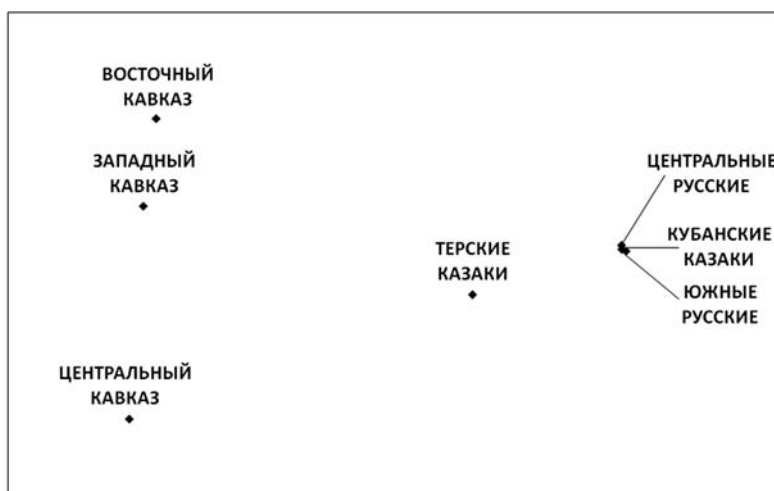 ВОСТОЧНЫЙ
КАВКАЗ
ЗАПАДНЫЙ
КАВКАЗ
ЦЕНТРАЛЬНЫЕ
РУССКИЕ
КУБАНСКИЕ
КАЗАКИ
ТЕРСКИЕ
КАЗАКИ
ЮЖНЫЕ
РУССКИЕ
ЦЕНТРАЛЬНЫЙ
КАВКАЗ